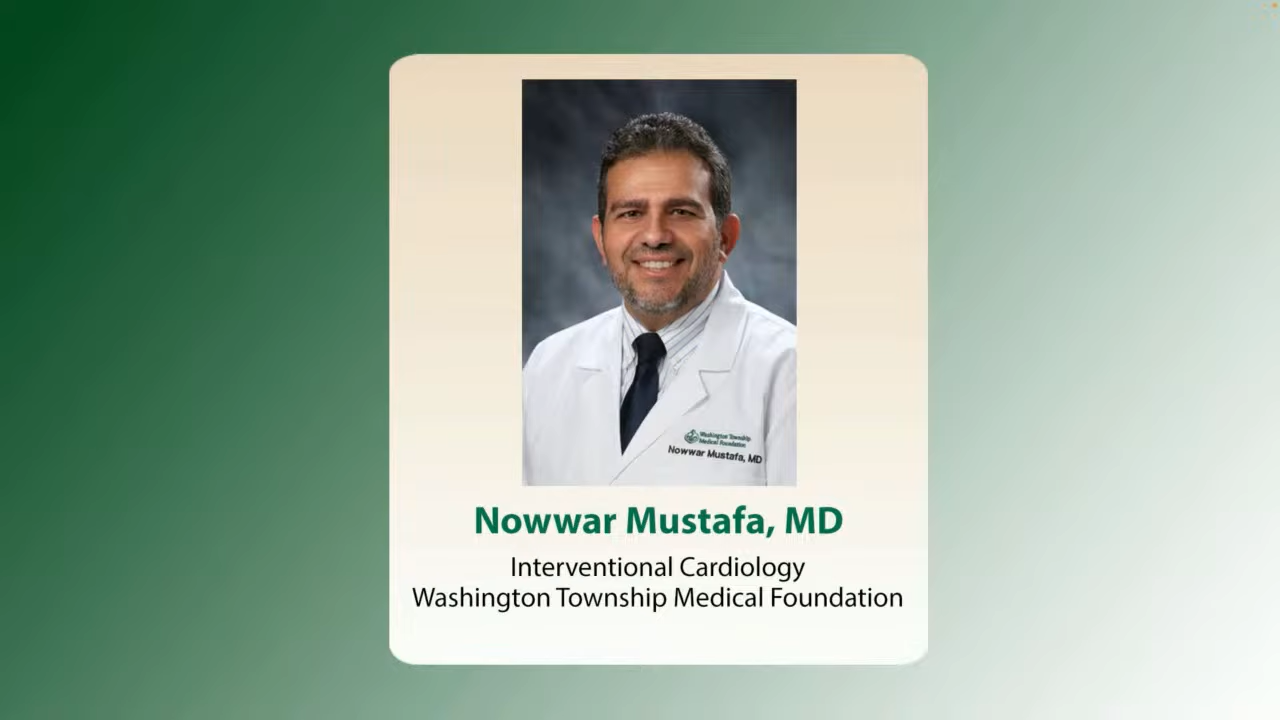 Washington Township
Medical Foundation
Nowwar Mustafa, MD
Nowwar Mustafa, MD
Interventional Cardiology
Washington Township Medical Foundation